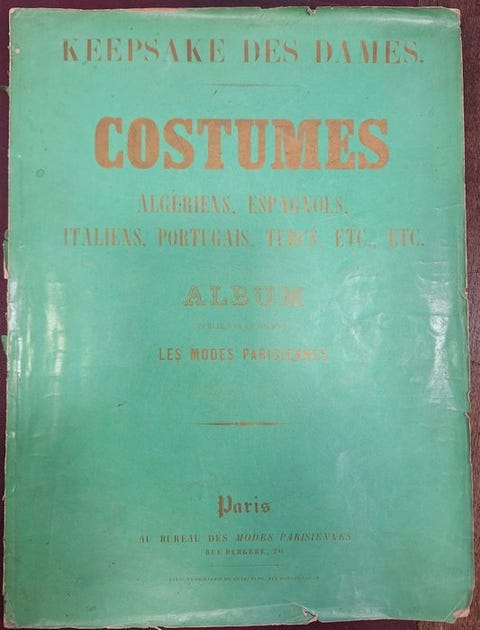 KEEPSAKE DES DAMES.
COSTUMES
ALGÉRIENS, ESPAGNOLS,
ITALIENS, PORTUGAIS, TURCS, ETC., ETC.
ALBUM
LES MODES PARISIENNES
Paris
AU BUREAU DES MODES PARISIENNES
RUE BERGÈRE, 20